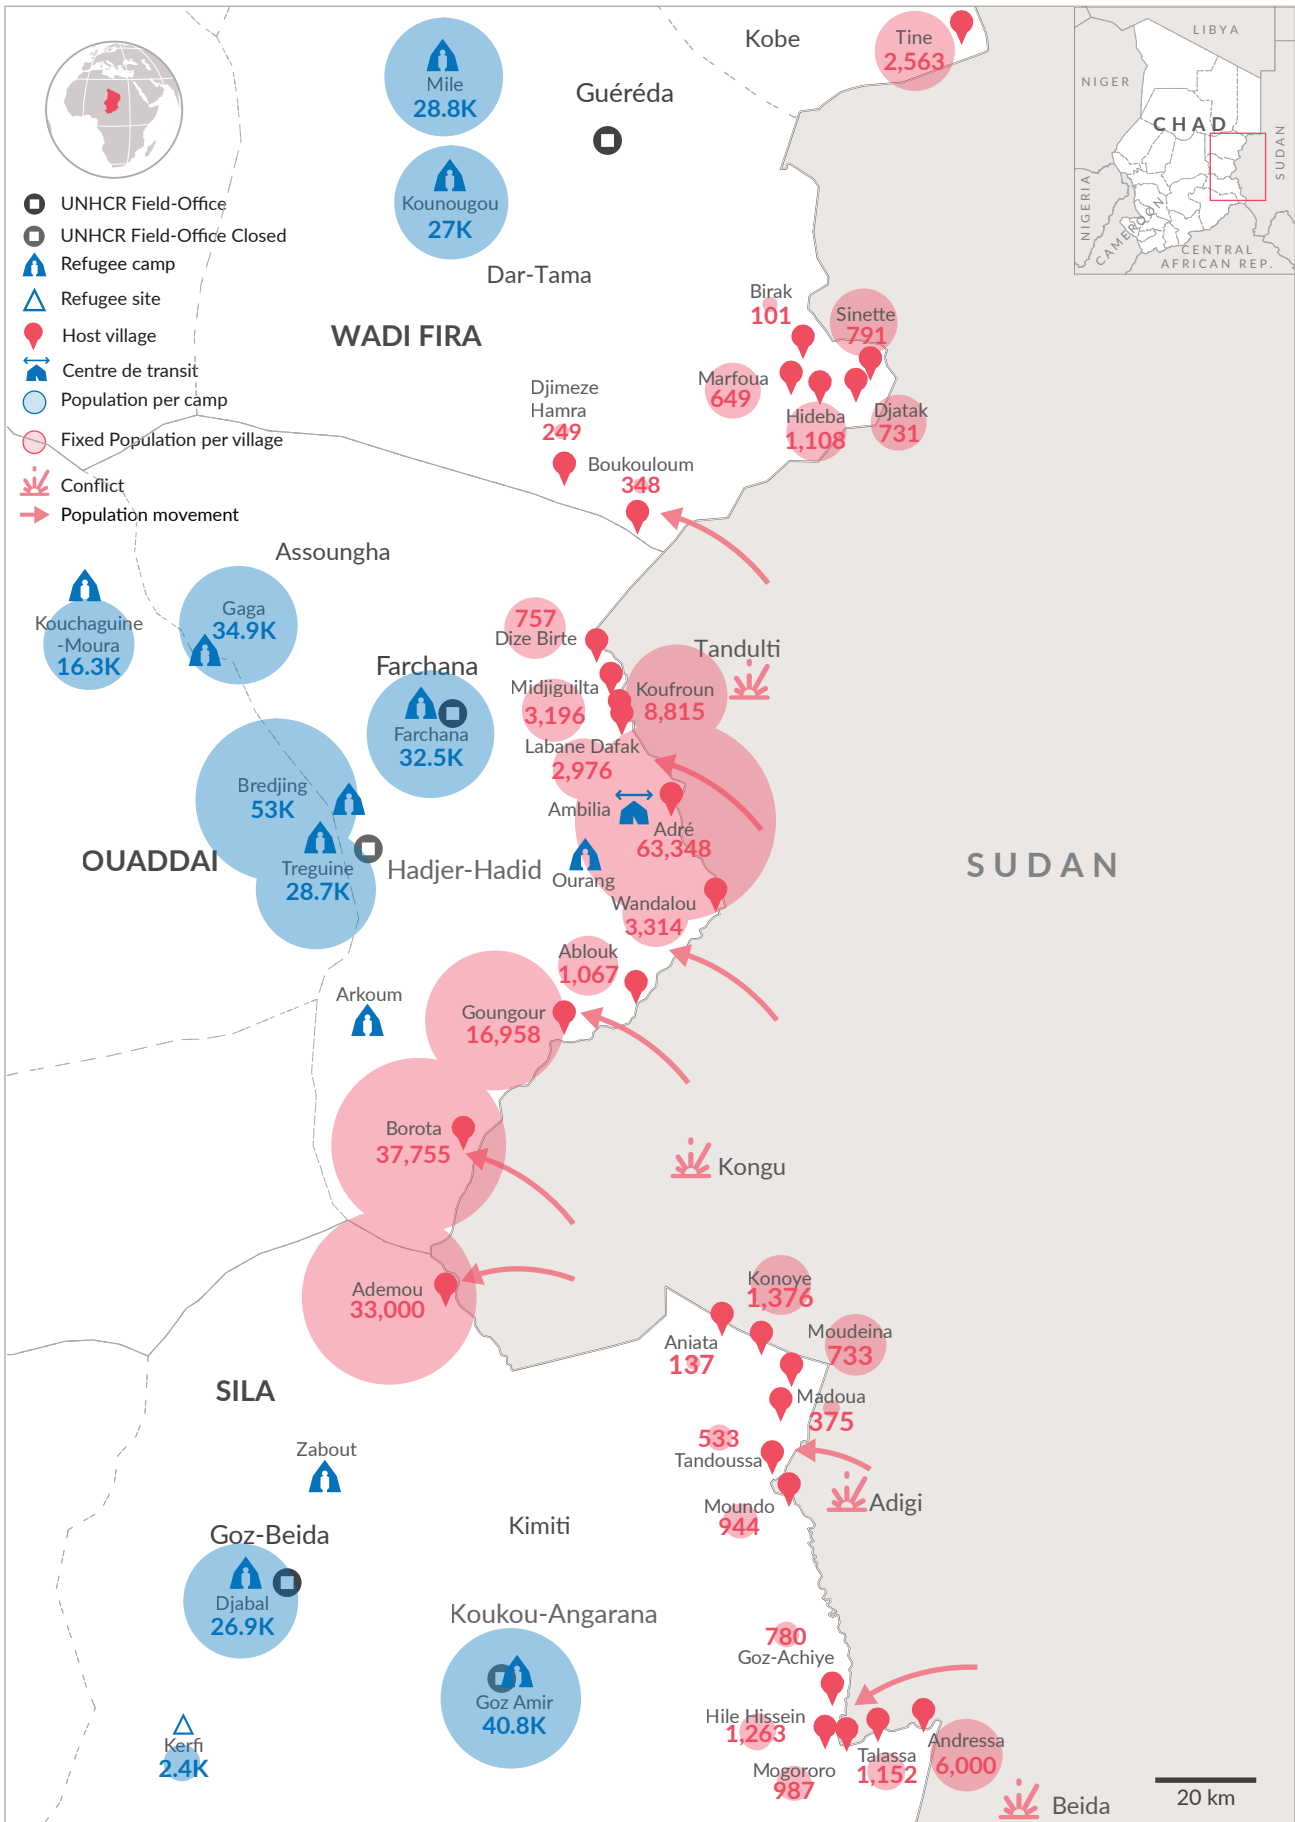 Kobe
Tine
2,563
Mile
28.8K
Guéréda
Kounougou
27K
Dar-Tama
WADI FIRA
LIBYA
NIGER
CHAD
SUDAN
NIGERIA
CAMEROON
CENTRAL
AFRICAN REP.
UNHCR Field-Office
UNHCR Field-Office Closed
Refugee camp
Refugee site
Host village
Centre de transit
Population per camp
Fixed Population per village
Conflict
Population movement
Birak
101
Sinette
791
Marfoua
649
Hideba
1,108
Djatak
731
Djimeze
Hamra
249
Boukouloum
348
Assoungha
Kouchaguine
-Moura
16.3K
Gaga
34.9K
Farchana
Farchana
32.5K
757
Dize Birte
Midjiguilta
3,196
Tandulti
Koufroun
8,815
Labane Dafak
2,976
Bredjing
53K
Ambilia
Adré
63,348
OUADDAI
Treguine
28.7K
Hadjer-Hadid
Ourang
SUDAN
Wandalou
3,314
Ablouk
1,067
Arkoum
Goungour
16,958
Borota
37,755
Kongu
Ademou
33,000
Konoye
1,376
Aniata
137
Moudeina
733
SILA
Madoua
375
533
Tandoussa
Zabout
Moundo
944
Adigi
Goz-Beida
Kimiti
Djabal
26.9K
Koukou-Angarana
780
Goz-Achiye
Goz Amir
40.8K
Kerfi
2.4K
Hile Hissein
1,263
Mogororo
987
Talassa
1,152
Andressa
6,000
Beida
20 km